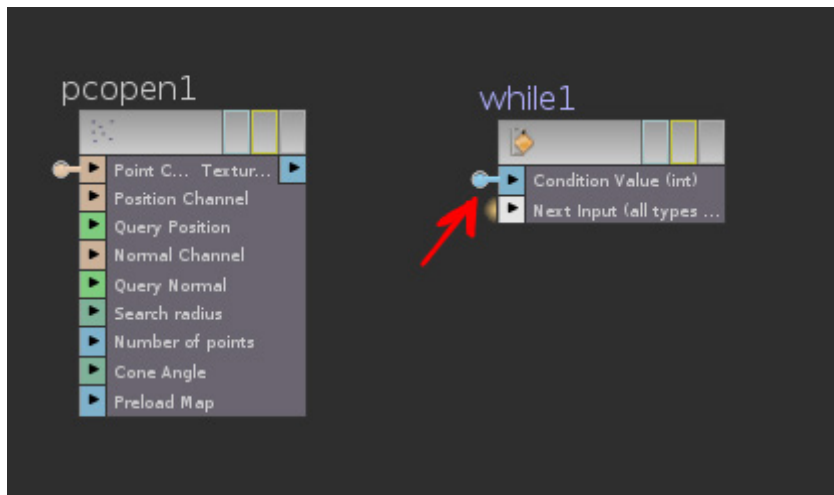 pcopen1
Point C... Textur...
Position Channel
Query Position
Normal Channel
Query Normal
Search radius
Number of points
Cone Angle
Preload Map
while1
Condition Value (int)
Next Input (all types ...